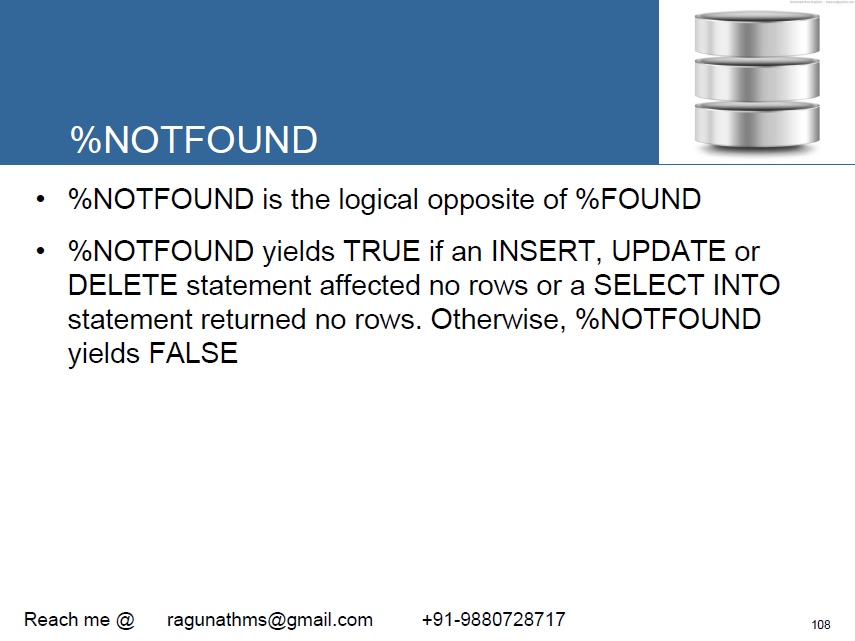 %NOTFOUND
• %NOTFOUND is the logical opposite of %FOUND
• %NOTFOUND yields TRUE if an INSERT, UPDATE or
DELETE statement affected no rows or a SELECT INTO
statement returned no rows. Otherwise, %NOTFOUND
yields FALSE
Reach me @ ragunathms@gmail.com +91-9880728717
108